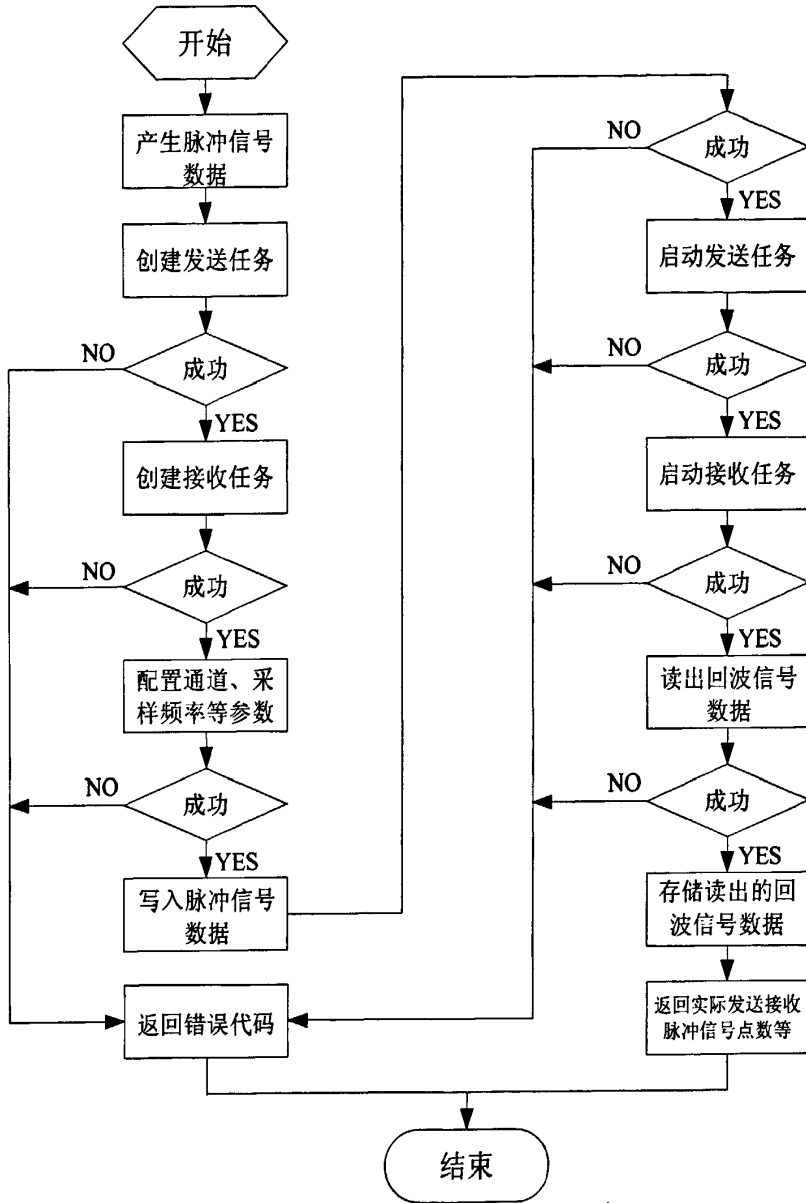 开始
产生脉冲信号
数据
创建发送任务
NO
成功
YES
创建接收任务
NO
成功
YES
配置通道、采
样频率等参数
NO
成功
YES
写入脉冲信号
数据
返回错误代码
NO
成功
YES
启动发送任务
NO
成功
YES
启动接收任务
NO
成功
YES
读出回波信号
数据
NO
成功
YES
存储读出的回
波信号数据
返回实际发送接收
脉冲信号点数等
结束